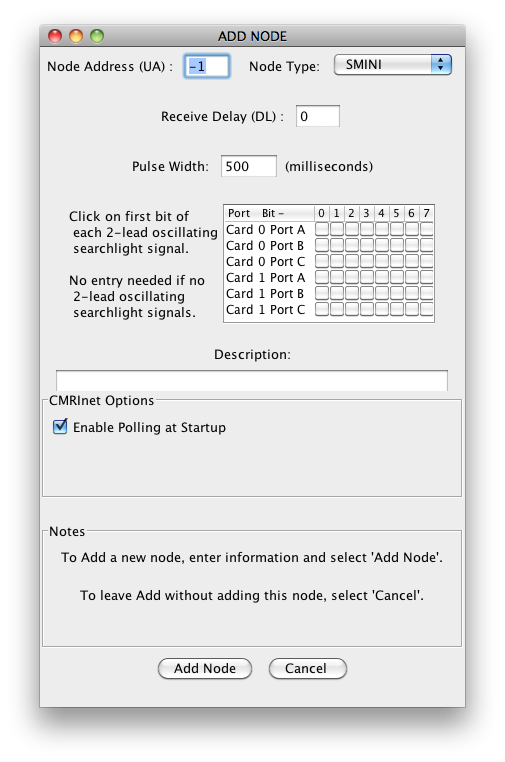 ADD NODE
Node Address (UA) : -1 Node Type: SMINI
Receive Delay (DL) : 0
Pulse Width: 500 (milliseconds)
Click on first bit of
each 2-lead oscillating
searchlight signal.
No entry needed if no
2-lead oscillating
searchlight signals.
Port Bit - 0 1 2 3 4 5 6 7
Card 0 Port A
Card 0 Port B
Card 0 Port C
Card 1 Port A
Card 1 Port B
Card 1 Port C
Description:
CMRInet Options
Enable Polling at Startup
Notes
To Add a new node, enter information and select 'Add Node'.
To leave Add without adding this node, select 'Cancel'.
Add Node Cancel